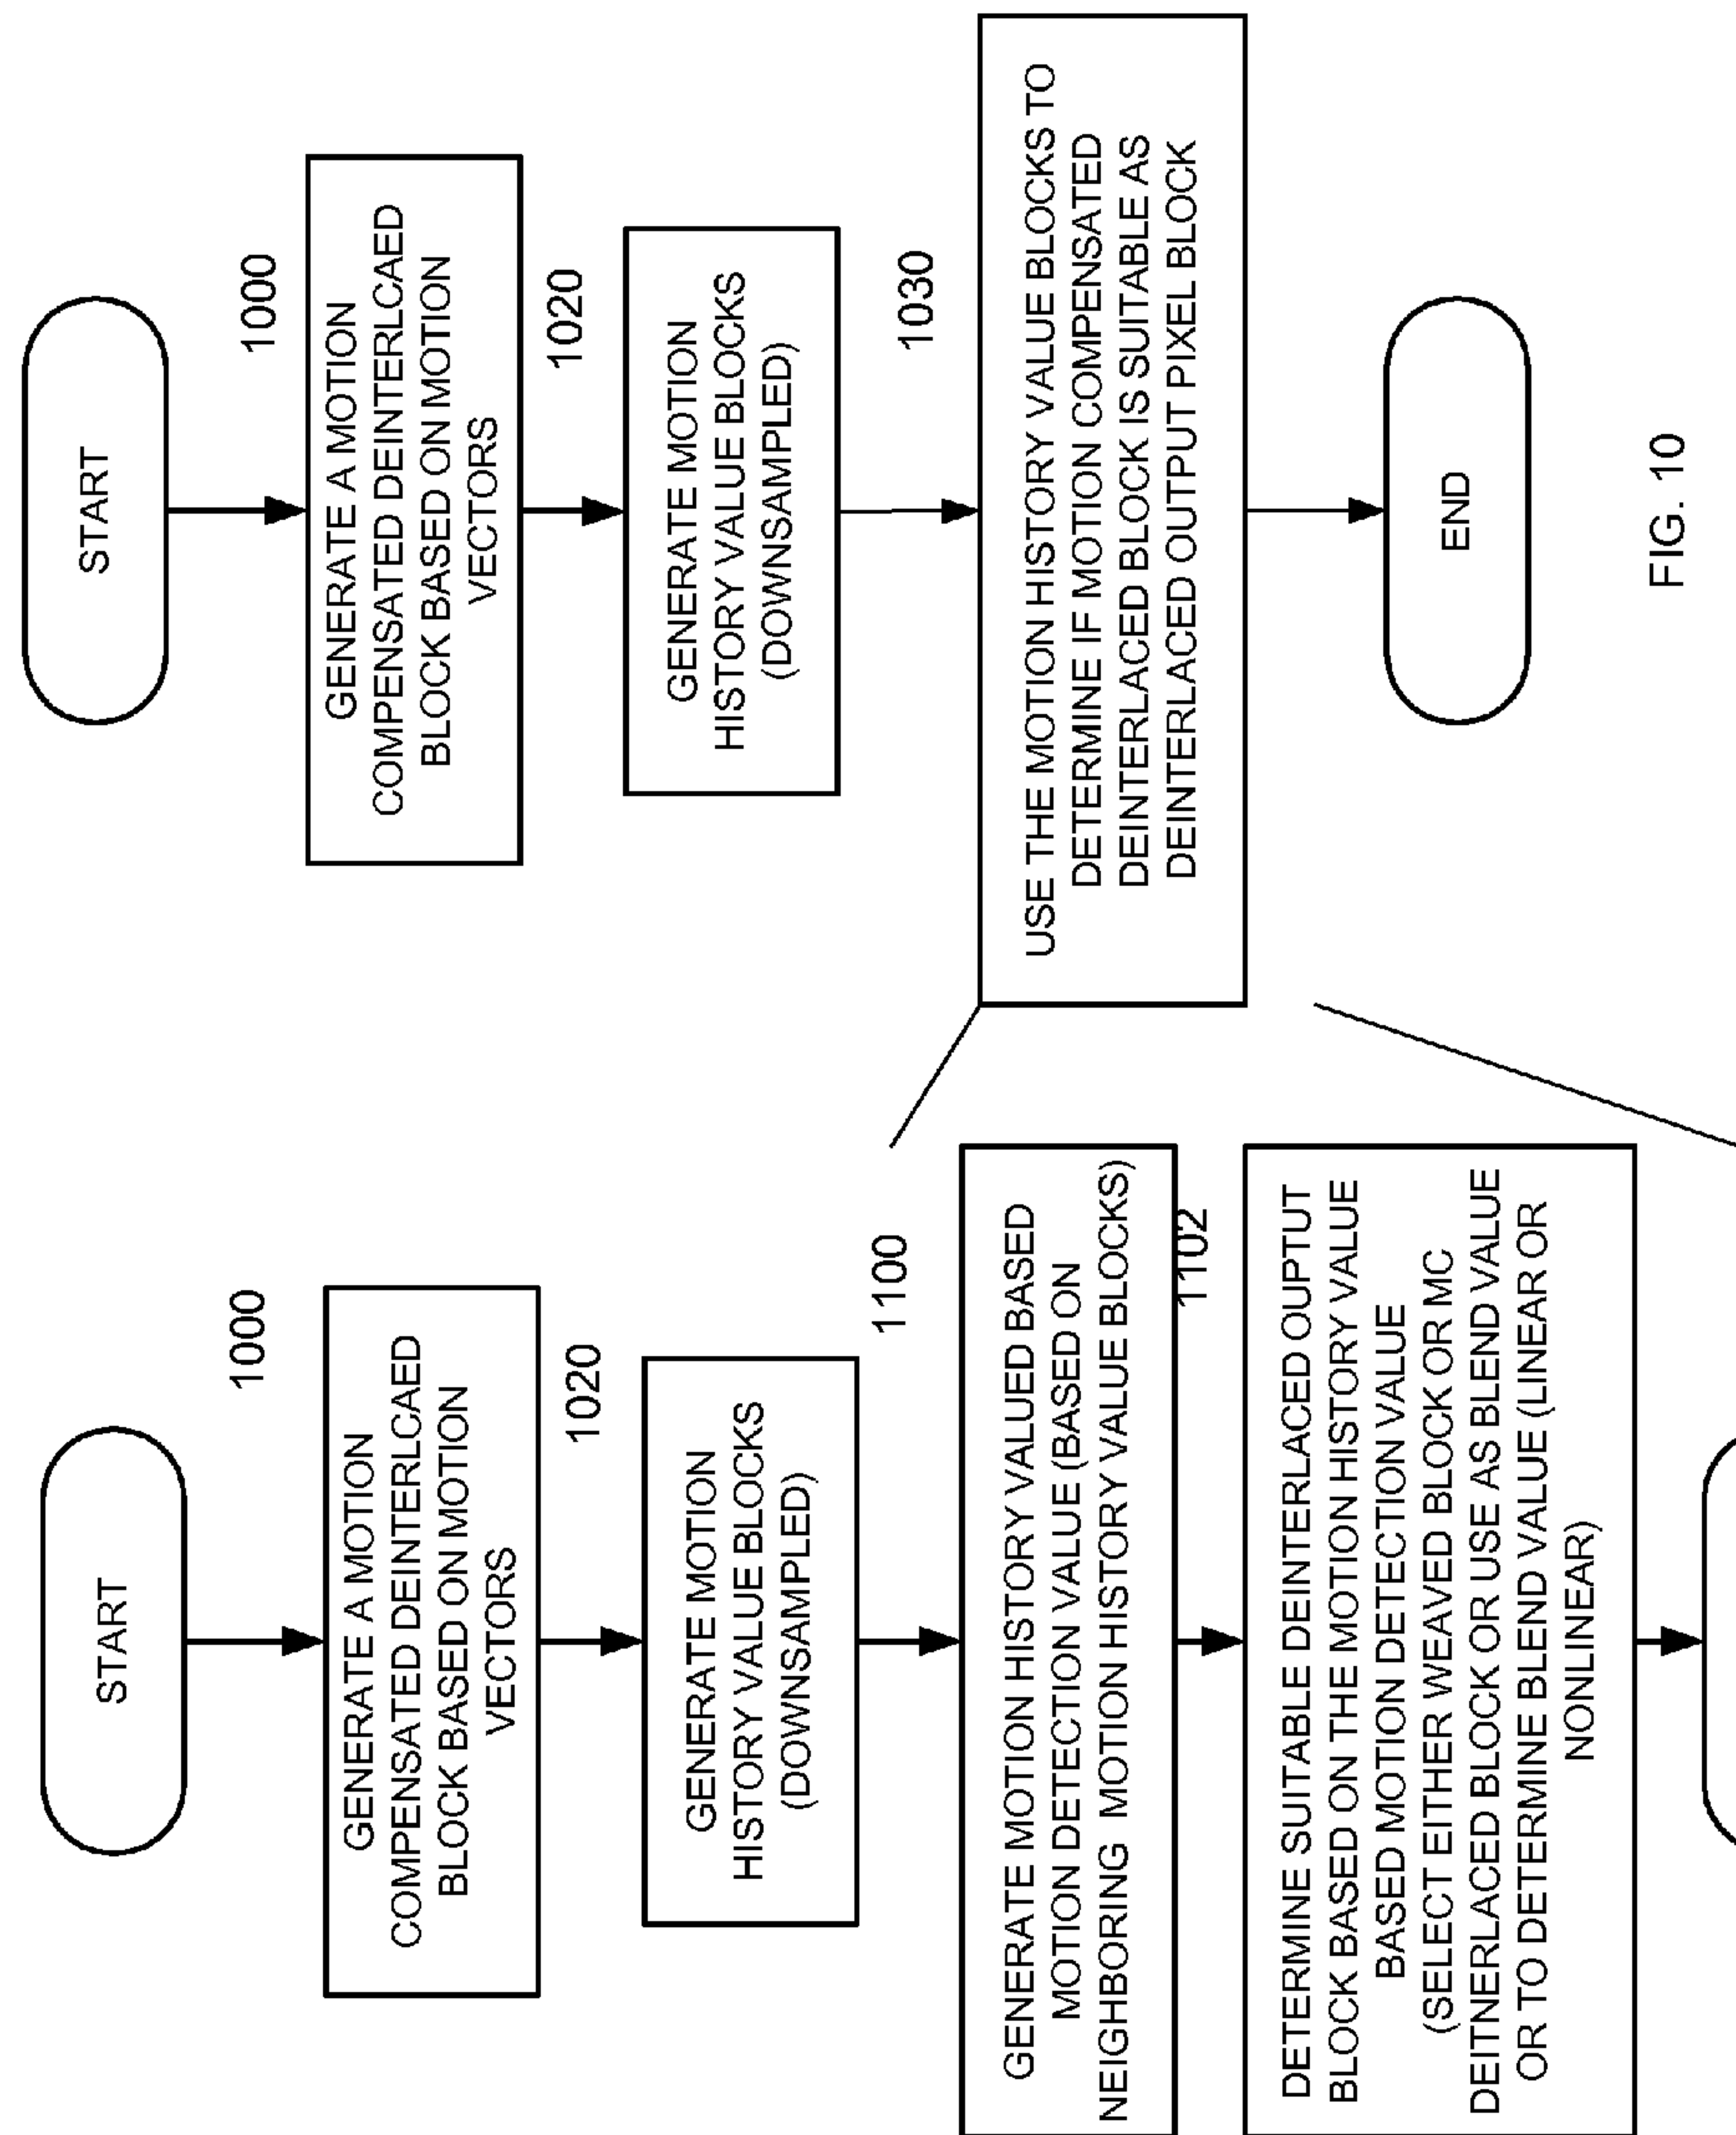 START
1000
GENERATE A MOTION
COMPENSATED DEINTERLCAED
BLOCK BASED ON MOTION
VECTORS
1020
GENERATE MOTION
HISTORY VALUE BLOCKS
(DOWNSAMPLED)
1030
USE THE MOTION HISTORY VALUE BLOCKS TO
DETERMINE IF MOTION COMPENSATED
DEINTERLACED BLOCK IS SUITABLE AS
DEINTERLACED OUTPUT PIXEL BLOCK
END
FIG. 10
START
1000
GENERATE A MOTION
COMPENSATED DEINTERLCAED
BLOCK BASED ON MOTION
VECTORS
1020
GENERATE MOTION
HISTORY VALUE BLOCKS
(DOWNSAMPLED)
1100
GENERATE MOTION HISTORY VALUED BASED
MOTION DETECTION VALUE (BASED ON
NEIGHBORING MOTION HISTORY VALUE BLOCKS)
1102
DETERMINE SUITABLE DEINTERLACED OUPTUT
BLOCK BASED ON THE MOTION HISTORY VALUE
BASED MOTION DETECTION VALUE
(SELECT EITHER WEAVED BLOCK OR MC
DEITNERLACED BLOCK OR USE AS BLEND VALUE
OR TO DETERMINE BLEND VALUE (LINEAR OR
NONLINEAR)